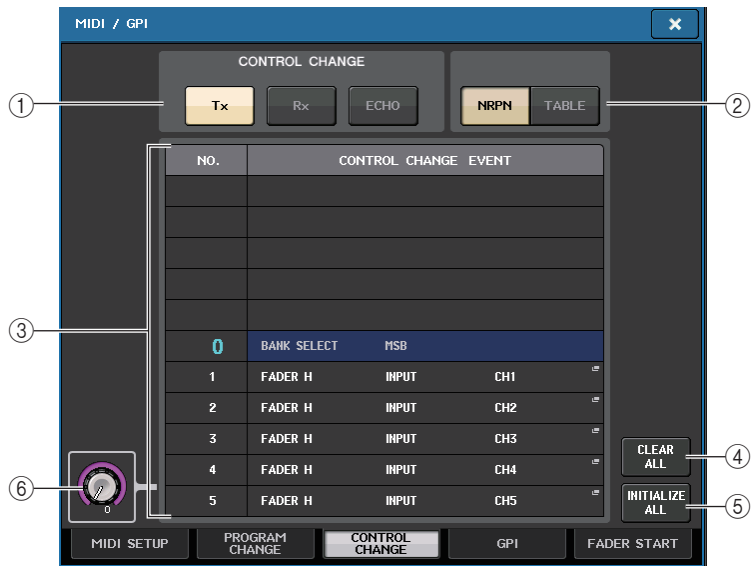 MIDI / GPI
CONTROL CHANGE
Tx Rx ECHO NRPN TABLE
① ②
NO. CONTROL CHANGE EVENT
③
0 BANK SELECT MSB
1 FADER H INPUT CH1
2 FADER H INPUT CH2
3 FADER H INPUT CH3
4 FADER H INPUT CH4
5 FADER H INPUT CH5
CLEAR
ALL
④
INITIALIZE
ALL
⑤
⑥
0
MIDI SETUP
PROGRAM
CHANGE
CONTROL
CHANGE
GPI
FADER START